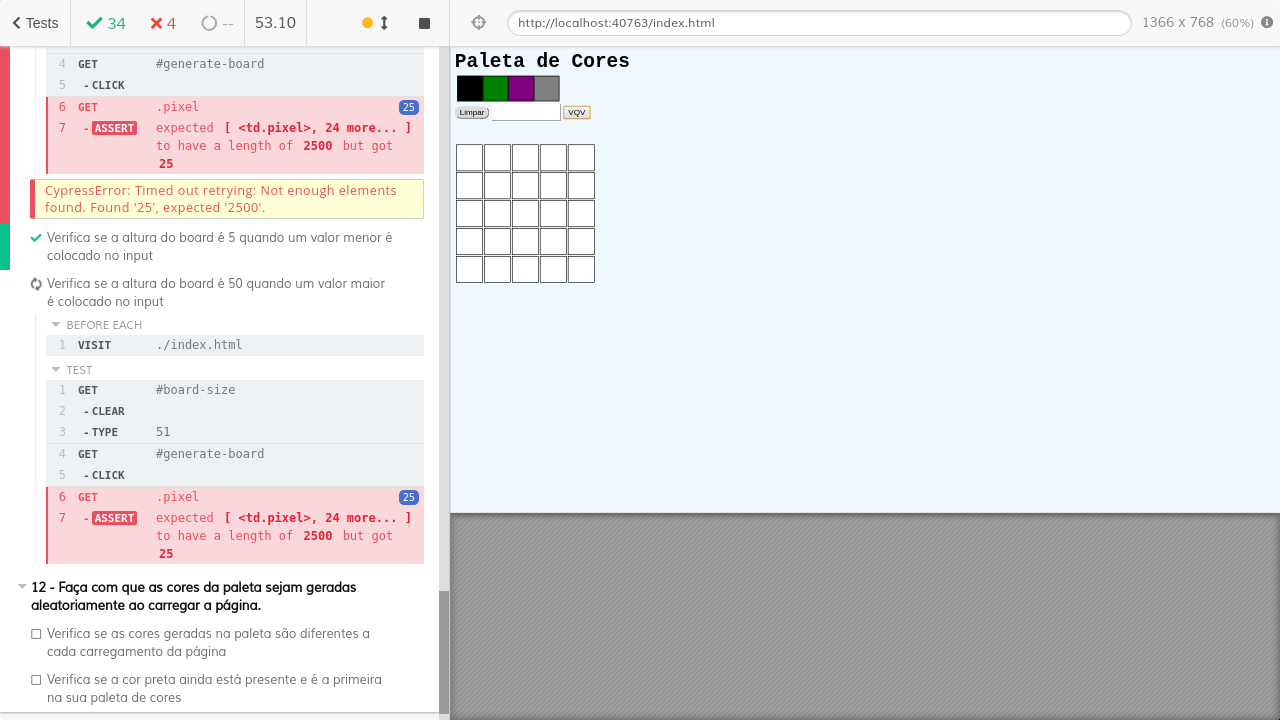 Tests
34
4
--
53.10
http://localhost:40763/index.html
1366 x 768 (60%)
4 GET #generate-board
5 - CLICK
6 GET .pixel 25
7 - ASSERT expected [ <td.pixel>, 24 more... ]
to have a length of 2500 but got
25
CypressError: Timed out retrying: Not enough elements
found. Found '25', expected '2500'.
Verifica se a altura do board é 5 quando um valor menor é
colocado no input
Verifica se a altura do board é 50 quando um valor maior
é colocado no input
BEFORE EACH
1 VISIT ./index.html
TEST
1 GET #board-size
2 - CLEAR
3 - TYPE 51
4 GET #generate-board
5 - CLICK
6 GET .pixel 25
7 - ASSERT expected [ <td.pixel>, 24 more... ]
to have a length of 2500 but got
25
12 - Faça com que as cores da paleta sejam geradas
aleatoriamente ao carregar a página.
Verifica se as cores geradas na paleta são diferentes a
cada carregamento da página
Verifica se a cor preta ainda está presente e é a primeira
na sua paleta de cores
Paleta de Cores
Limpar
VQV